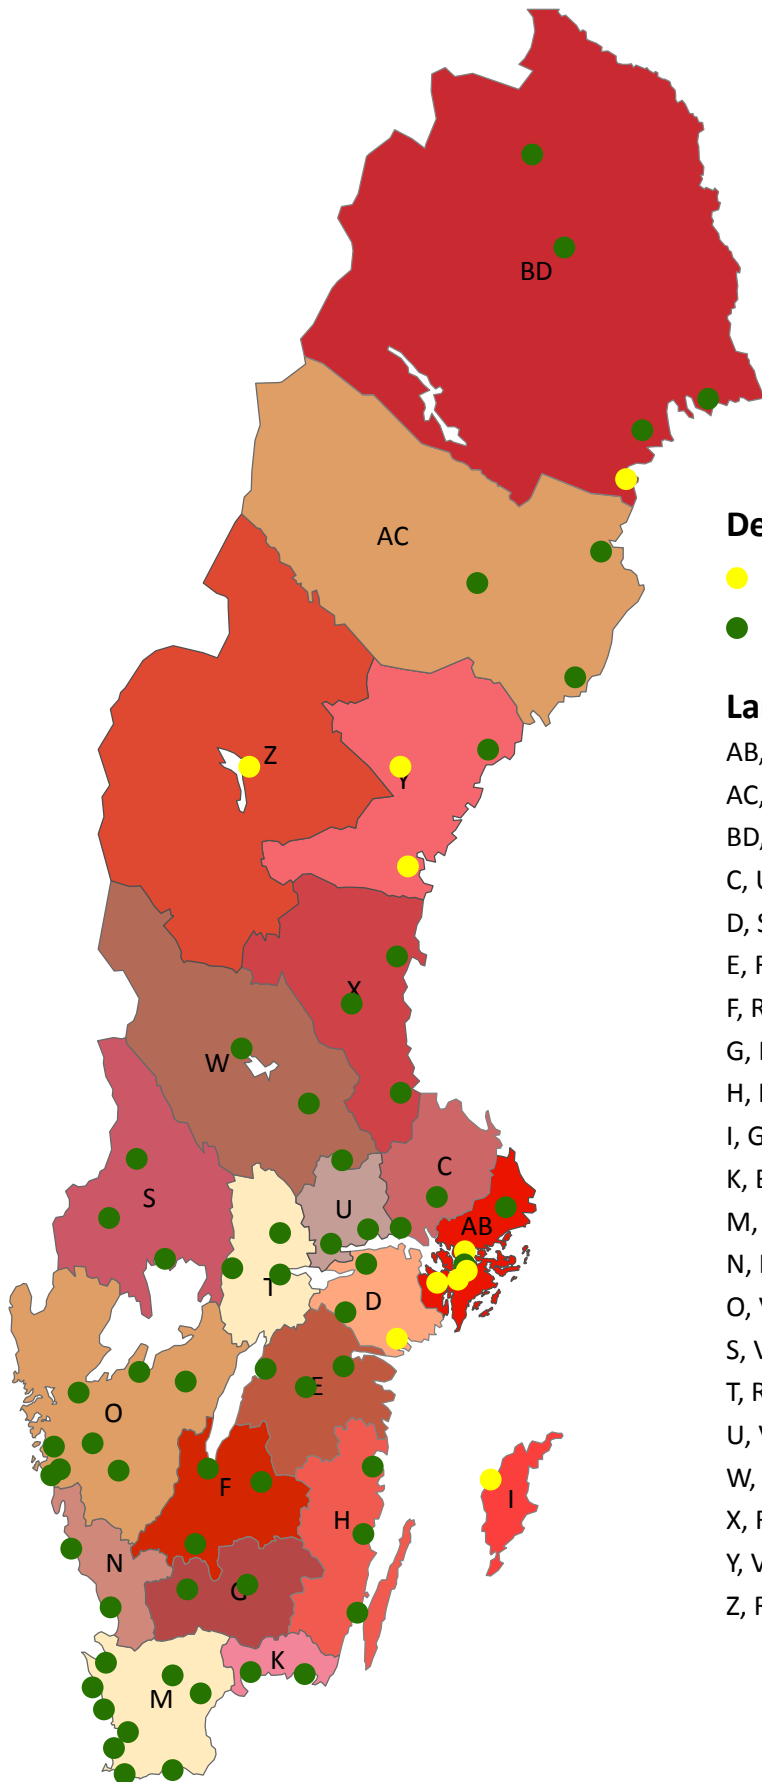 BD
AC
De
La
Z
Y
AB,
AC,
BD,
C, U
D, S
E, F
F, R
G,
H,
I, G
K, E
M,
N,
O, V
S, V
T, R
U, V
W,
X, F
Y, V
Z, F
X
W
C
S
U
AB
T
D
O
E
F
I
H
N
G
K
M